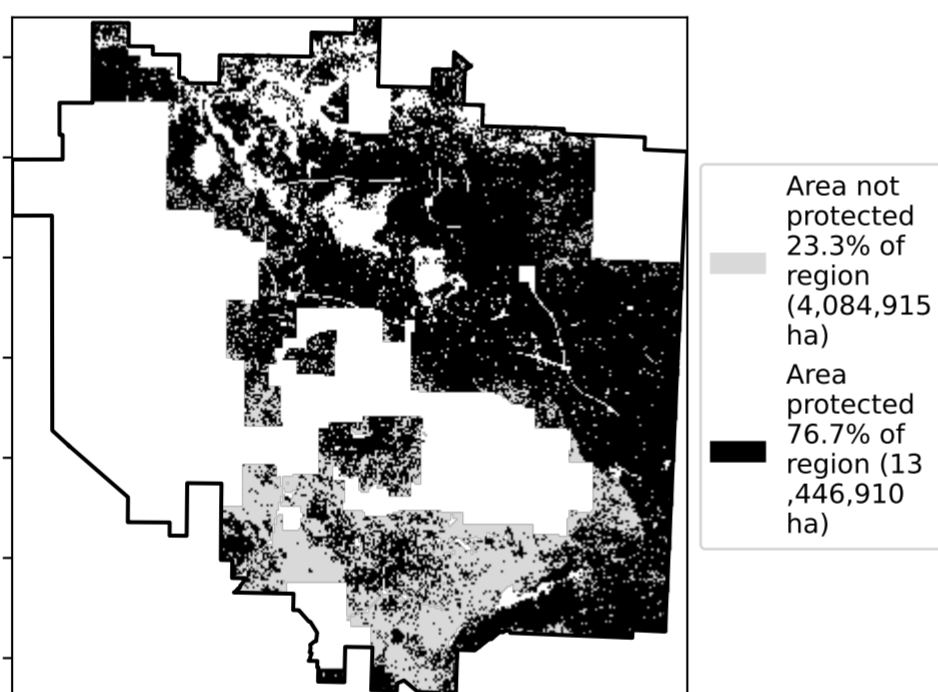 Area not
protected
23.3% of
region
(4,084,915
ha)
Area
protected
76.7% of
region (13
,446,910
ha)